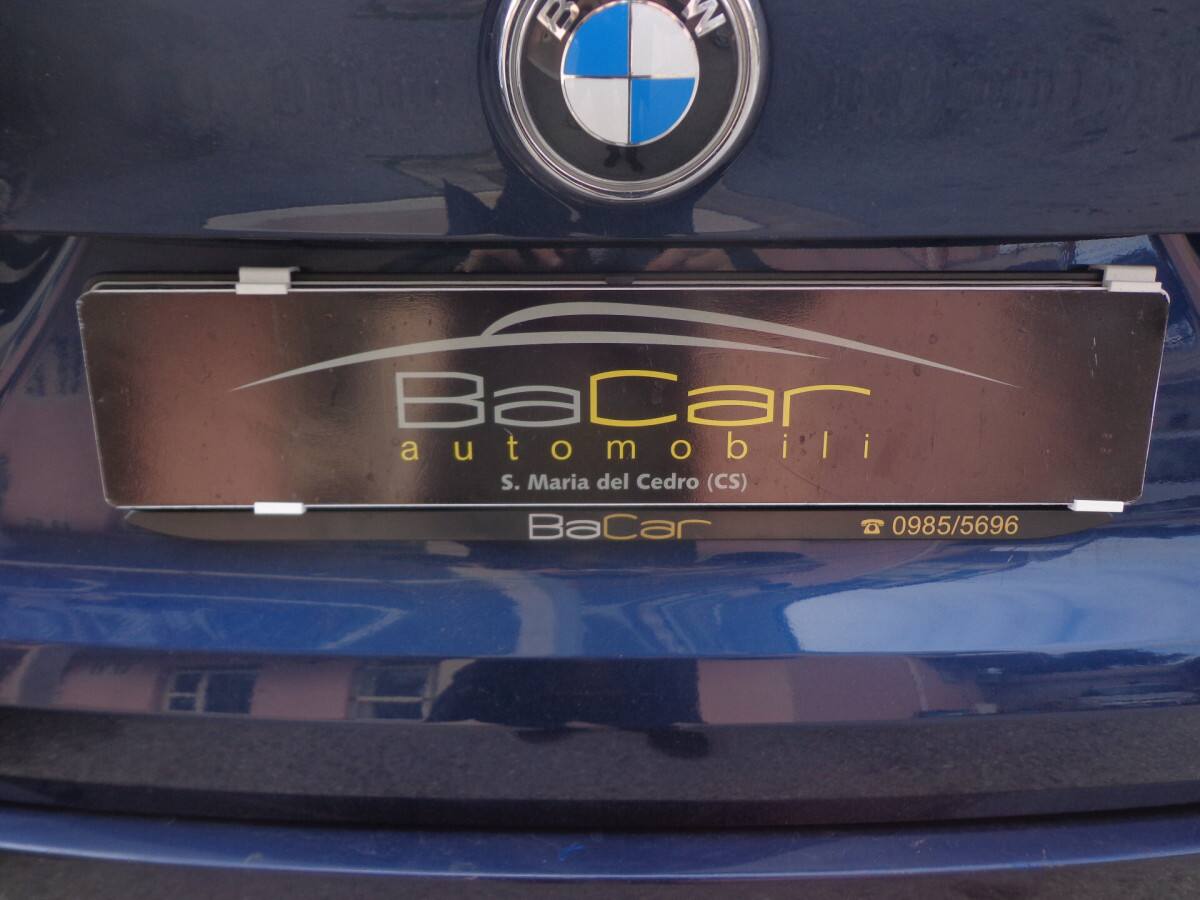 BMW
BaCar
automobili
S. Maria del Cedro (CS)
BaCar ☎ 0985/5696